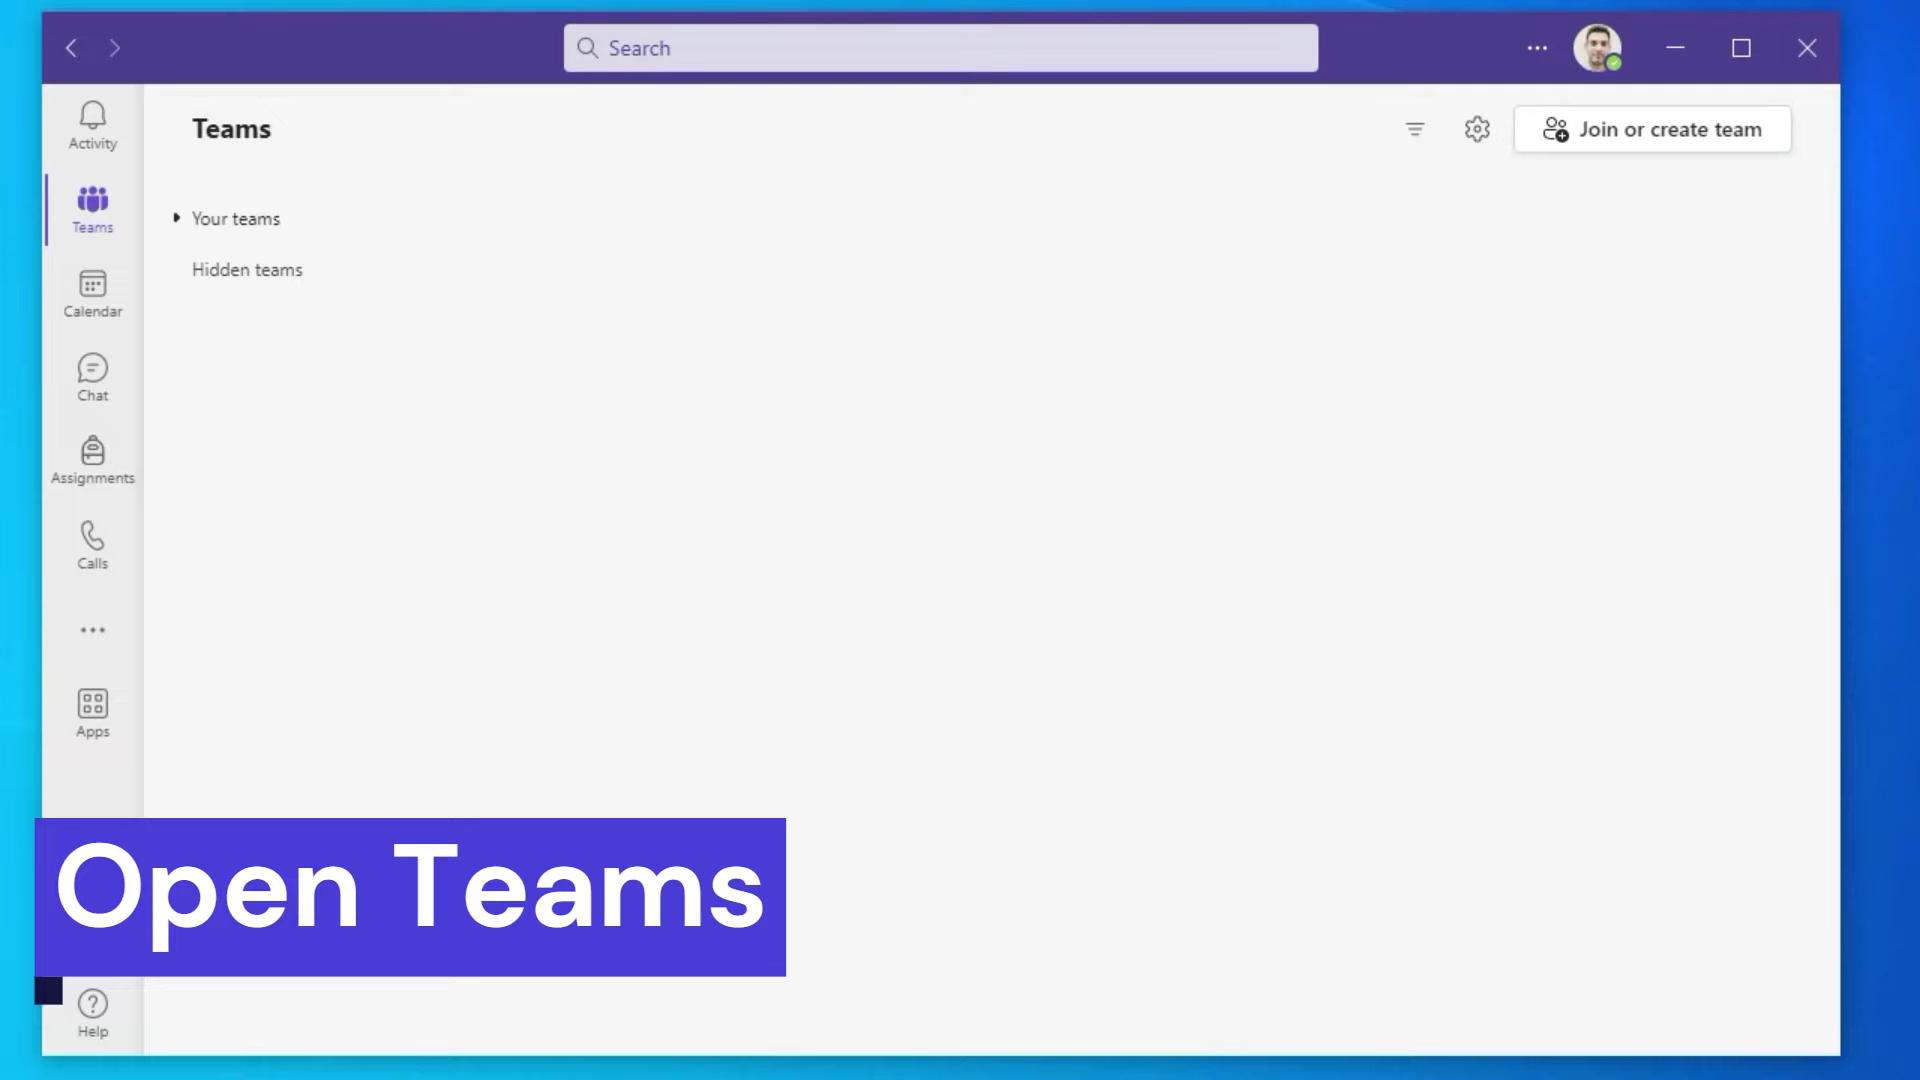 Search
Activity
Teams
Join or create team
Teams
Your teams
Hidden teams
Calendar
Chat
Assignments
Calls
Apps
Open Teams
Help